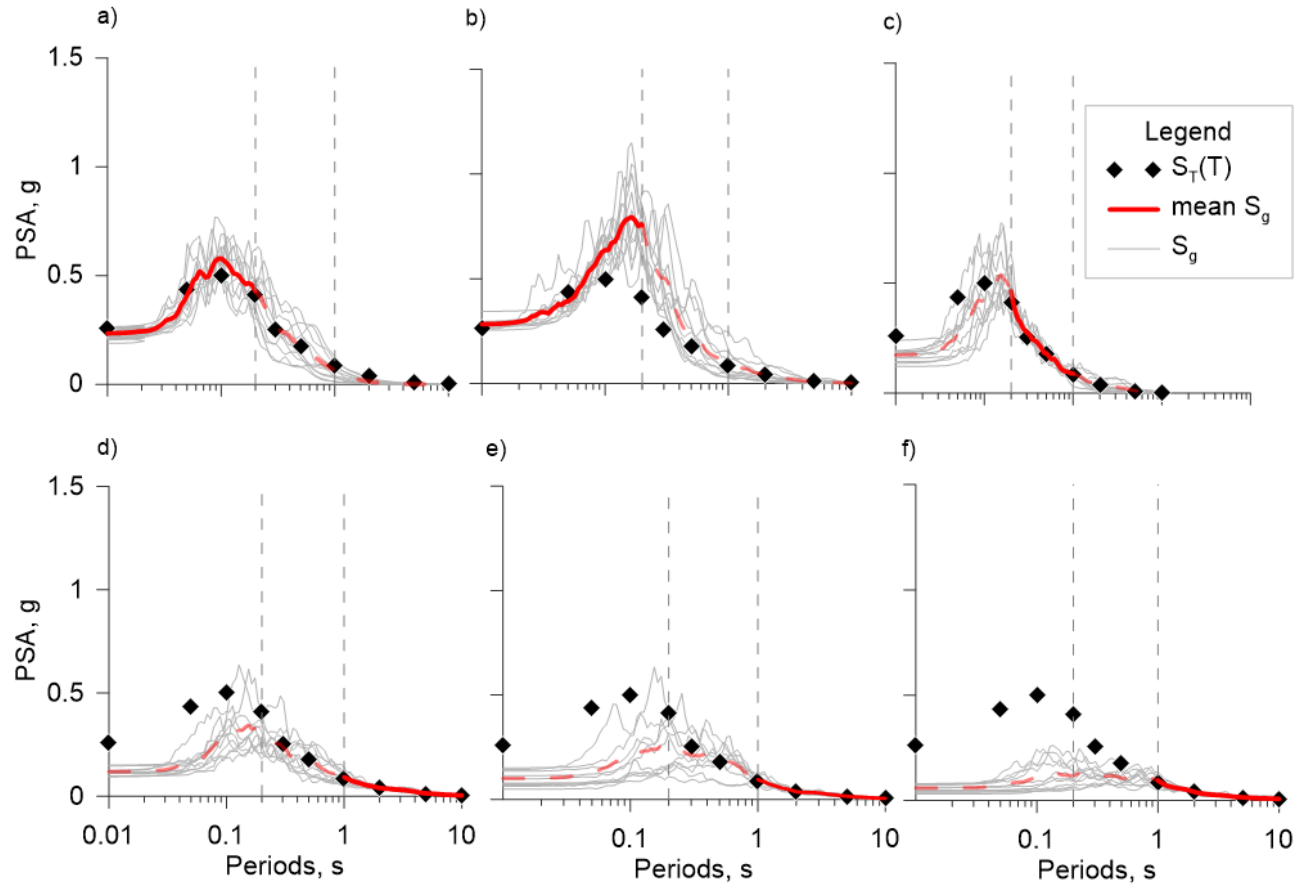 a)
b)
c)
1.5
1
0.5
0
PSA, g
Legend
S_T(T)
mean S_g
S_g
d)
e)
f)
1.5
1
0.5
0
PSA, g
0.01 0.1 1 10
0.1 1 10
0.1 1 10
Periods, s
Periods, s
Periods, s